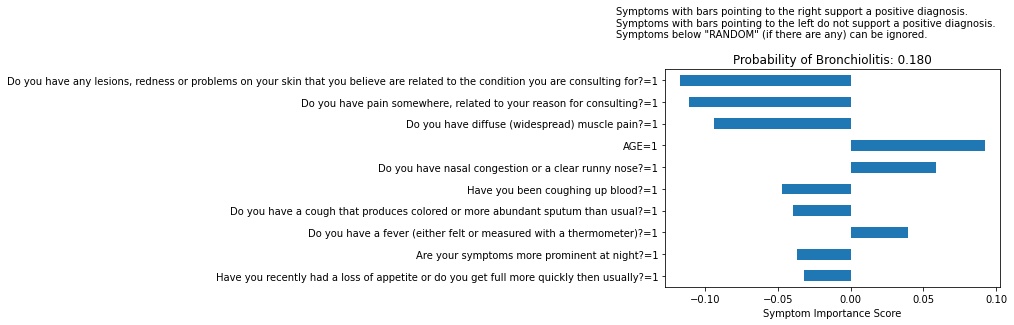 Symptoms with bars pointing to the right support a positive diagnosis.
Symptoms with bars pointing to the left do not support a positive diagnosis.
Symptoms below "RANDOM" (if there are any) can be ignored.
Probability of Bronchiolitis: 0.180
Do you have any lesions, redness or problems on your skin that you believe are related to the condition you are consulting for?=1
Do you have pain somewhere, related to your reason for consulting?=1
Do you have diffuse (widespread) muscle pain?=1
AGE=1
Do you have nasal congestion or a clear runny nose?=1
Have you been coughing up blood?=1
Do you have a cough that produces colored or more abundant sputum than usual?=1
Do you have a fever (either felt or measured with a thermometer)?=1
Are your symptoms more prominent at night?=1
Have you recently had a loss of appetite or do you get full more quickly then usually?=1
−0.10 −0.05 0.00 0.05 0.10
Symptom Importance Score